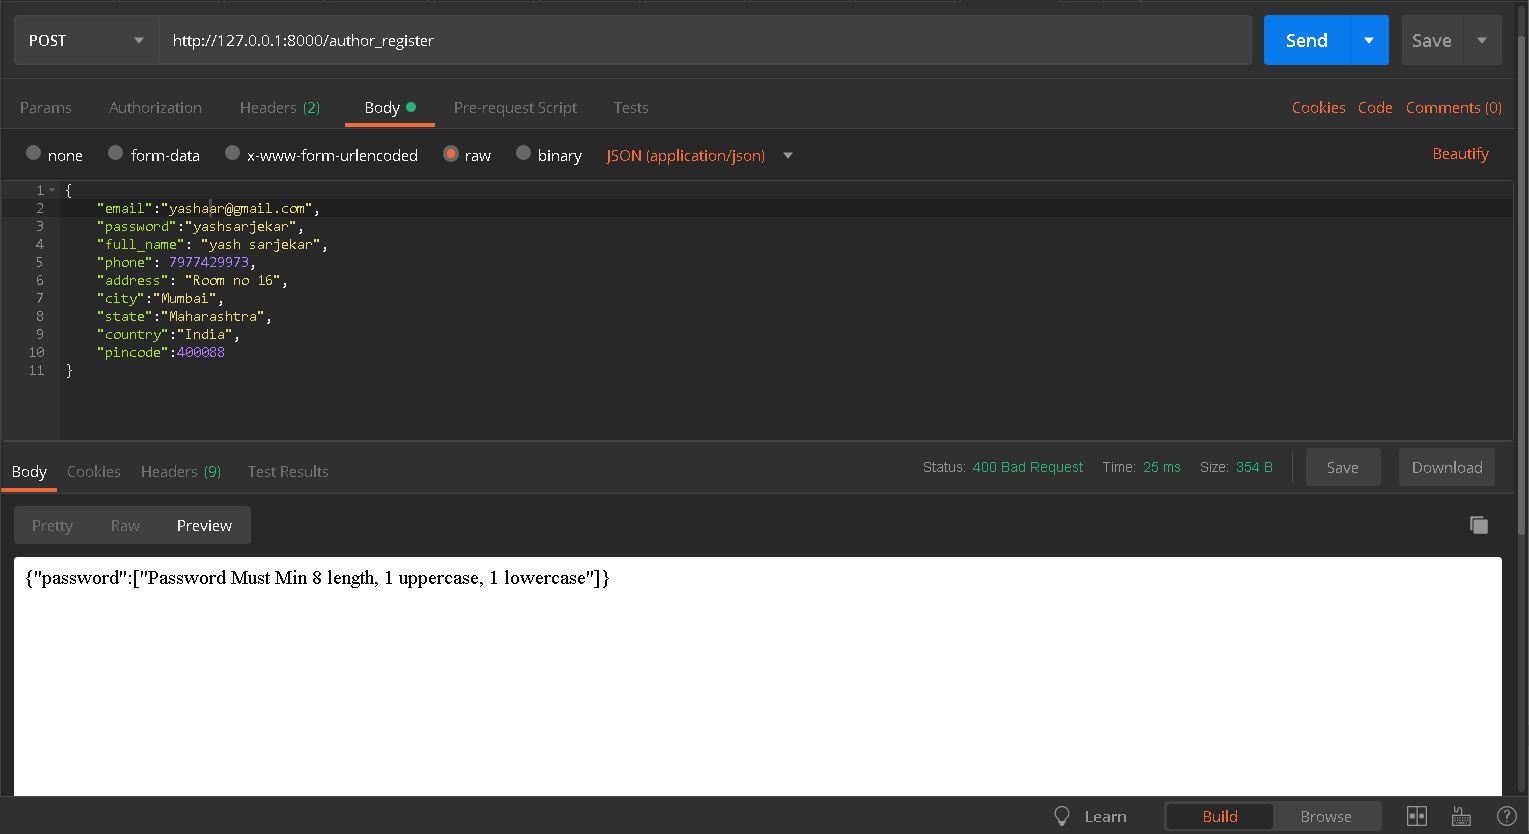 POST http://127.0.0.1:8000/author_register Send Save
Params Authorization Headers (2) Body Pre-request Script Tests Cookies Code Comments (0)
none form-data x-www-form-urlencoded raw binary JSON (application/json) Beautify
1 {
2 "email":"yashaar@gmail.com",
3 "password":"yashsarjekar",
4 "full_name": "yash sarjekar",
5 "phone": 7977429973,
6 "address": "Room no 16",
7 "city":"Mumbai",
8 "state":"Maharashtra",
9 "country":"India",
10 "pincode":400088
11 }
Body Cookies Headers (9) Test Results Status: 400 Bad Request Time: 25 ms Size: 354 B Save Download
Pretty Raw Preview
{"password":["Password Must Min 8 length, 1 uppercase, 1 lowercase"]}
Learn Build Browse ?